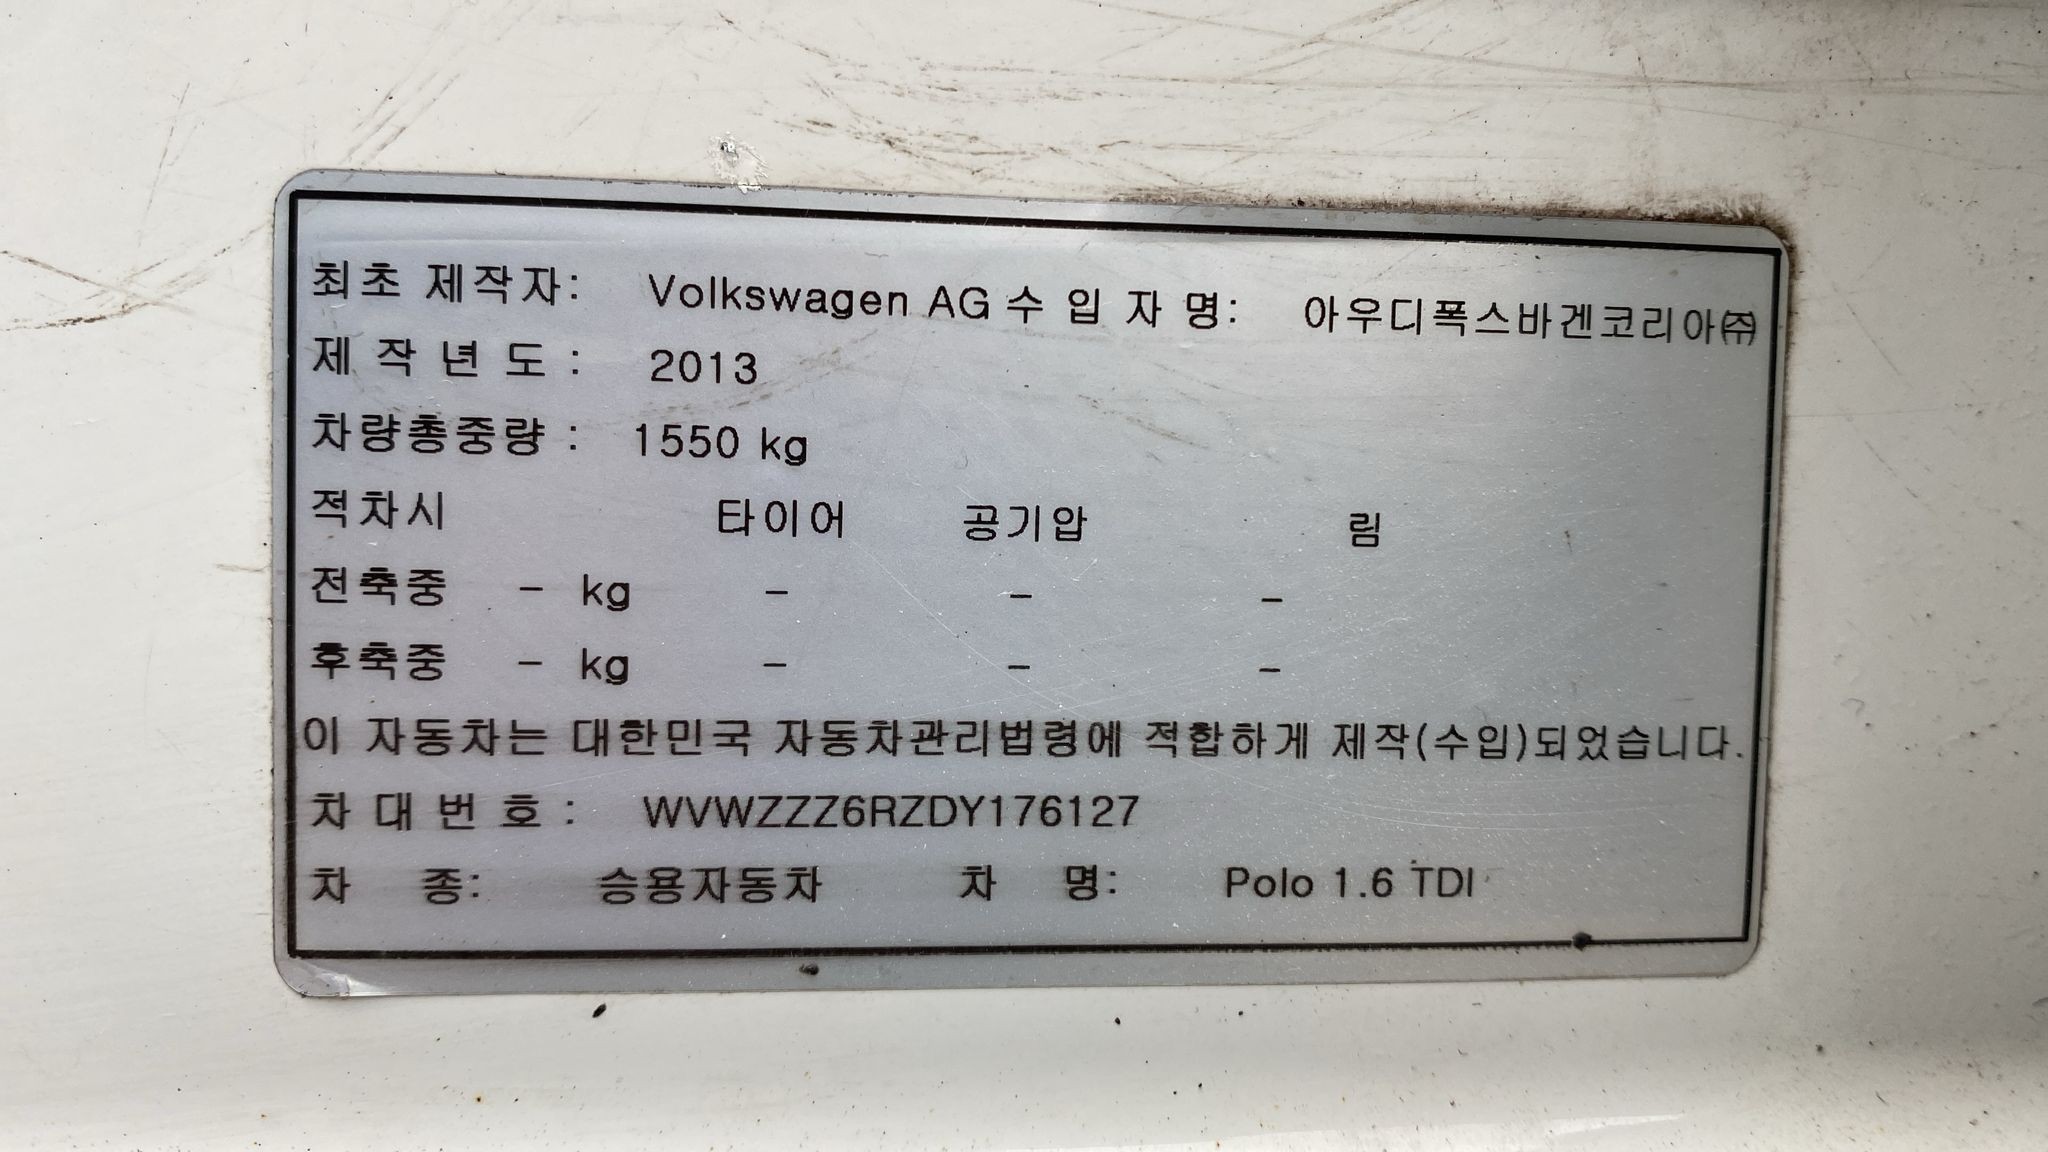 최초 제작자: Volkswagen AG 수 입 자 명: 아우디폭스바겐코리아㈜
제 작 년 도 : 2013
차량총중량 : 1550 kg
적차시 타이어 공기압 림
전축중 - kg - - -
후축중 - kg - - -
이 자동차는 대한민국 자동차관리법령에 적합하게 제작(수입)되었습니다.
차 대 번 호 : WVWZZZ6RZDY176127
차 종: 승용자동차 차 명: Polo 1.6 TDI